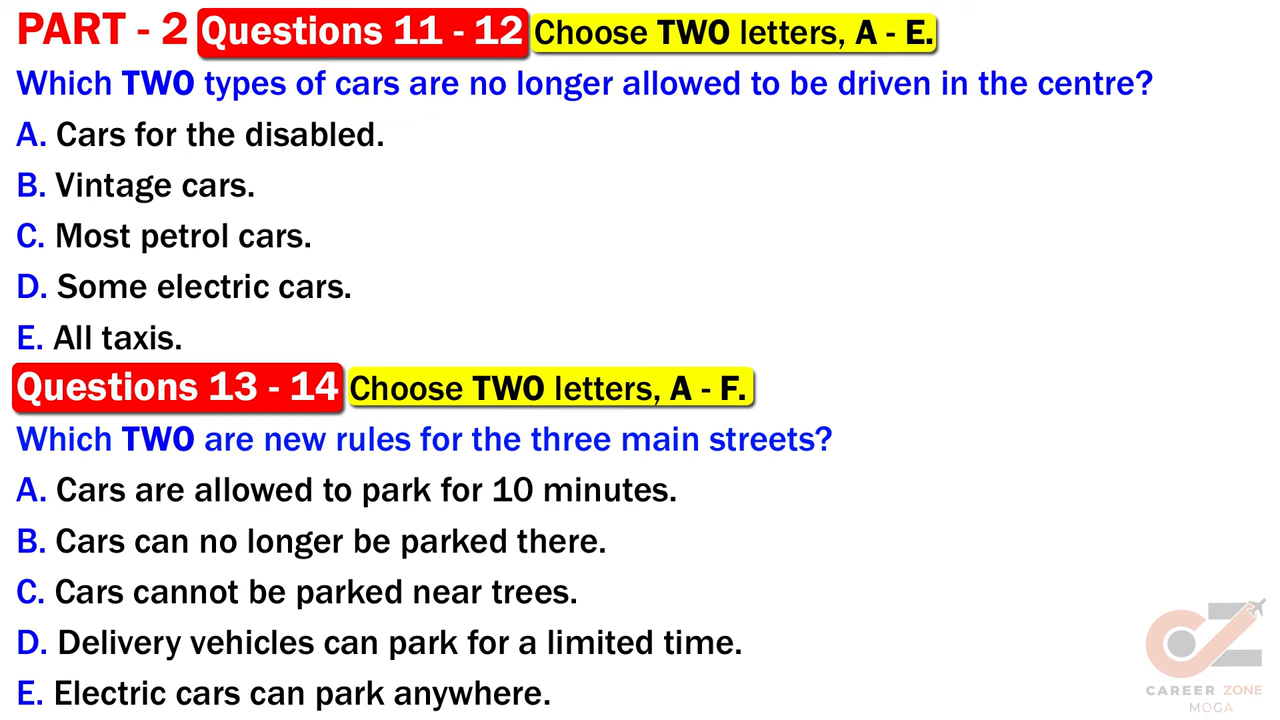 PART - 2 Questions 11 - 12 Choose TWO letters, A - E.
Which TWO types of cars are no longer allowed to be driven in the centre?
A. Cars for the disabled.
B. Vintage cars.
C. Most petrol cars.
D. Some electric cars.
E. All taxis.
Questions 13 - 14 Choose TWO letters, A - F.
Which TWO are new rules for the three main streets?
A. Cars are allowed to park for 10 minutes.
B. Cars can no longer be parked there.
C. Cars cannot be parked near trees.
D. Delivery vehicles can park for a limited time.
E. Electric cars can park anywhere.
CZ
CAREER ZONE
MOGA